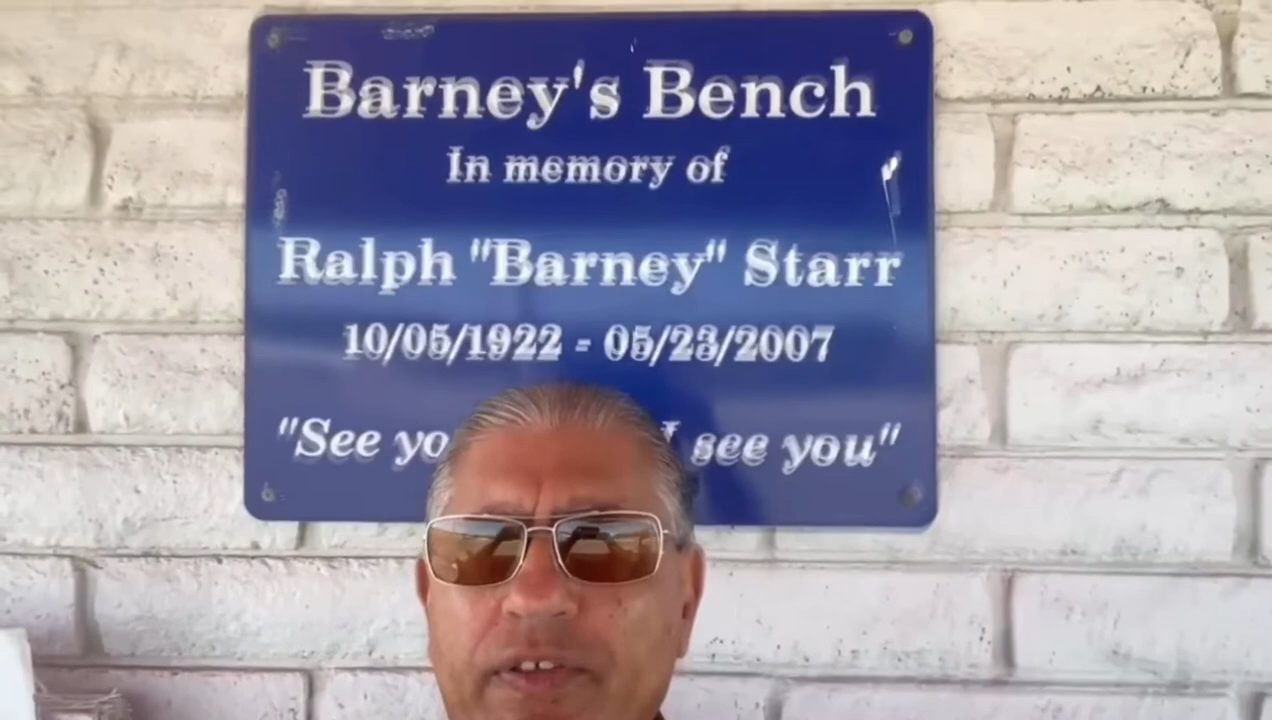 Barney's Bench
In memory of
Ralph "Barney" Starr
10/05/1922 - 05/23/2007
"See I see you"